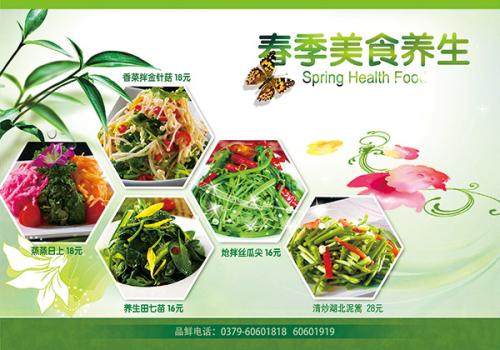 春季美食养生
Spring Health Food
香菜拌金针菇 18元
蒸蒸日上 18元
炝拌丝瓜尖 16元
养生田七苗 16元
清炒湖北泥蒿 28元
品鲜电话：0379-60601818 60601919